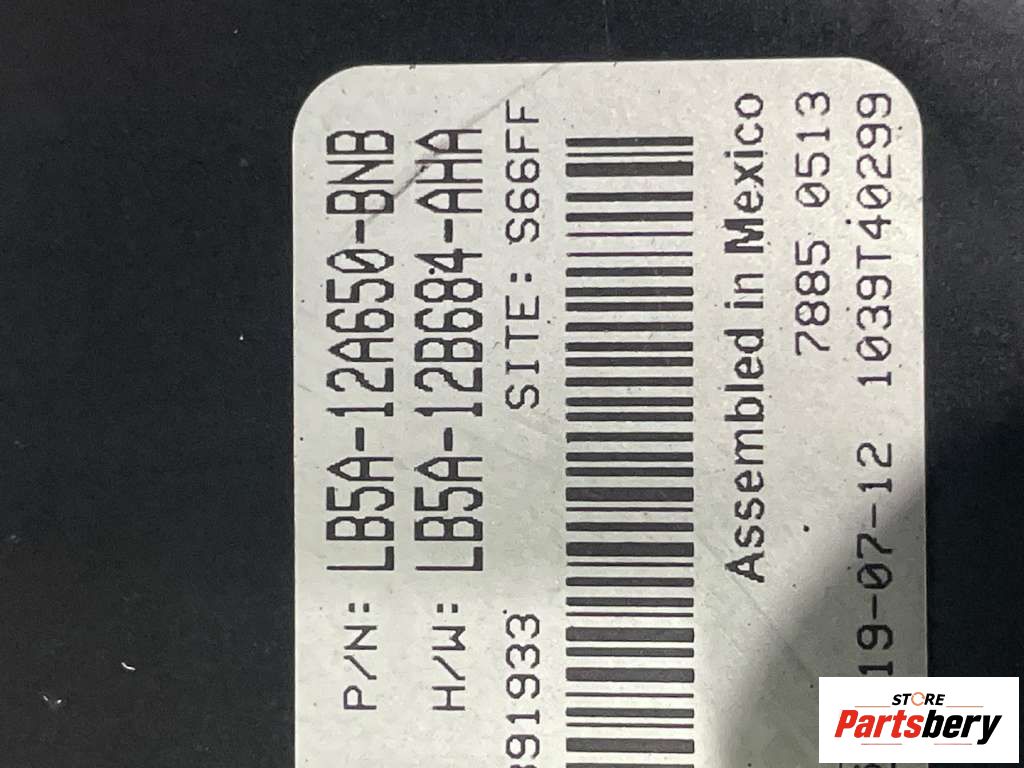 P/N: LB5A-12A650-BNB
H/W: LB5A-12B684-AHA
91933 SITE: S66FF
Assembled in Mexico
7885 0513
19-07-12 1039T40299
STORE
Partsbery